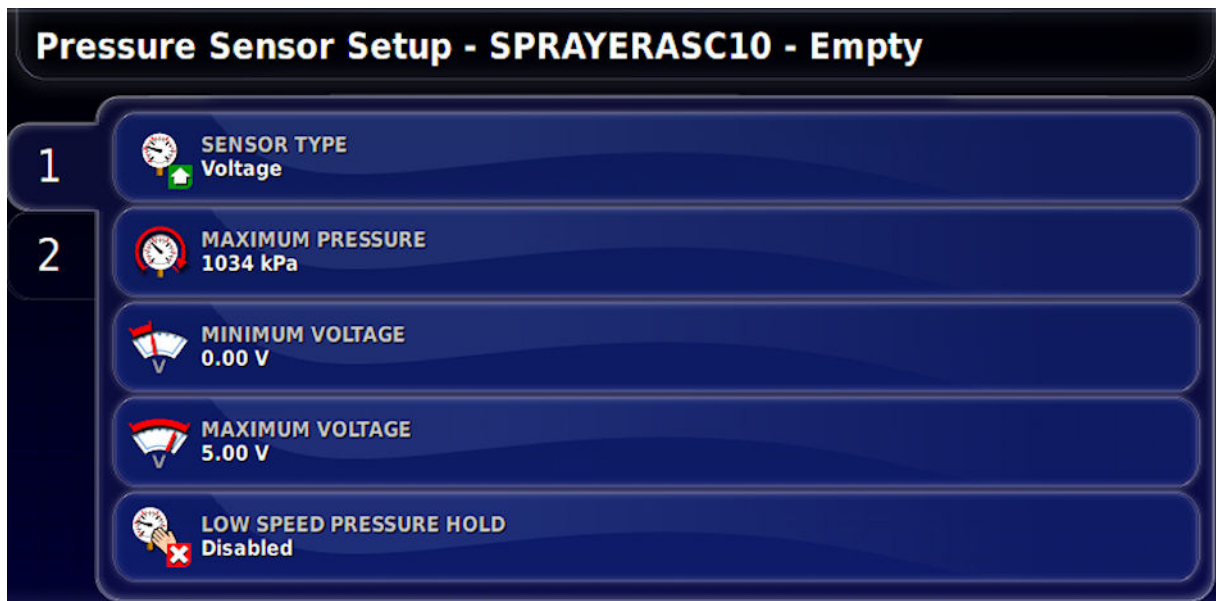 Pressure Sensor Setup - SPRAYERASC10 - Empty
1
SENSOR TYPE
Voltage
2
MAXIMUM PRESSURE
1034 kPa
MINIMUM VOLTAGE
0.00 V
V
MAXIMUM VOLTAGE
5.00 V
V
LOW SPEED PRESSURE HOLD
Disabled